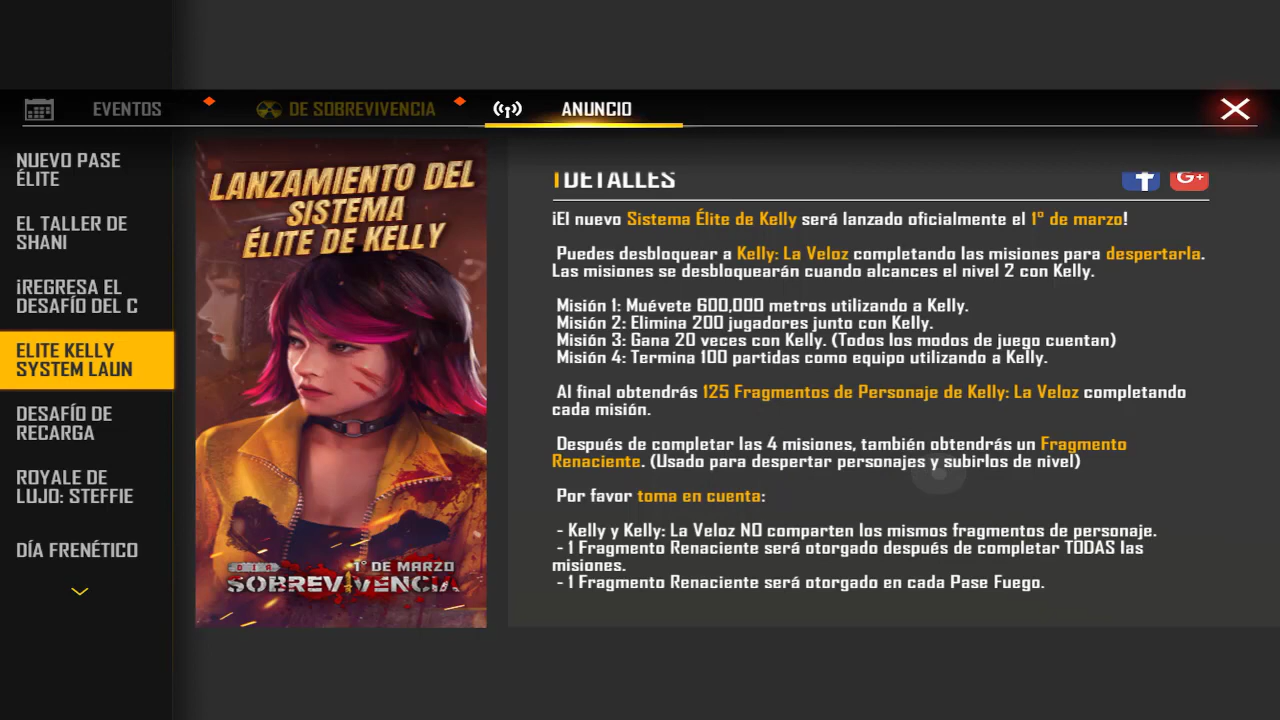 EVENTOS
DE SOBREVIVENCIA
ANUNCIO
NUEVO PASE
ÉLITE
EL TALLER DE
SHANI
¡REGRESA EL
DESAFÍO DEL C
ELITE KELLY
SYSTEM LAUN
DESAFÍO DE
RECARGA
ROYALE DE
LUJO: STEFFIE
DÍA FRENÉTICO
LANZAMIENTO DEL
SISTEMA
ÉLITE DE KELLY
1° DE MARZO
SOBREVIVENCIA
DETALLES
f
G+
¡El nuevo Sistema Élite de Kelly será lanzado oficialmente el 1° de marzo!
Puedes desbloquear a Kelly: La Veloz completando las misiones para despertarla.
Las misiones se desbloquearán cuando alcances el nivel 2 con Kelly.
Misión 1: Muévete 600,000 metros utilizando a Kelly.
Misión 2: Elimina 200 jugadores junto con Kelly.
Misión 3: Gana 20 veces con Kelly. (Todos los modos de juego cuentan)
Misión 4: Termina 100 partidas como equipo utilizando a Kelly.
Al final obtendrás 125 Fragmentos de Personaje de Kelly: La Veloz completando
cada misión.
Después de completar las 4 misiones, también obtendrás un Fragmento
Renaciente. (Usado para despertar personajes y subirlos de nivel)
Por favor toma en cuenta:
- Kelly y Kelly: La Veloz NO comparten los mismos fragmentos de personaje.
- 1 Fragmento Renaciente será otorgado después de completar TODAS las
misiones.
- 1 Fragmento Renaciente será otorgado en cada Pase Fuego.